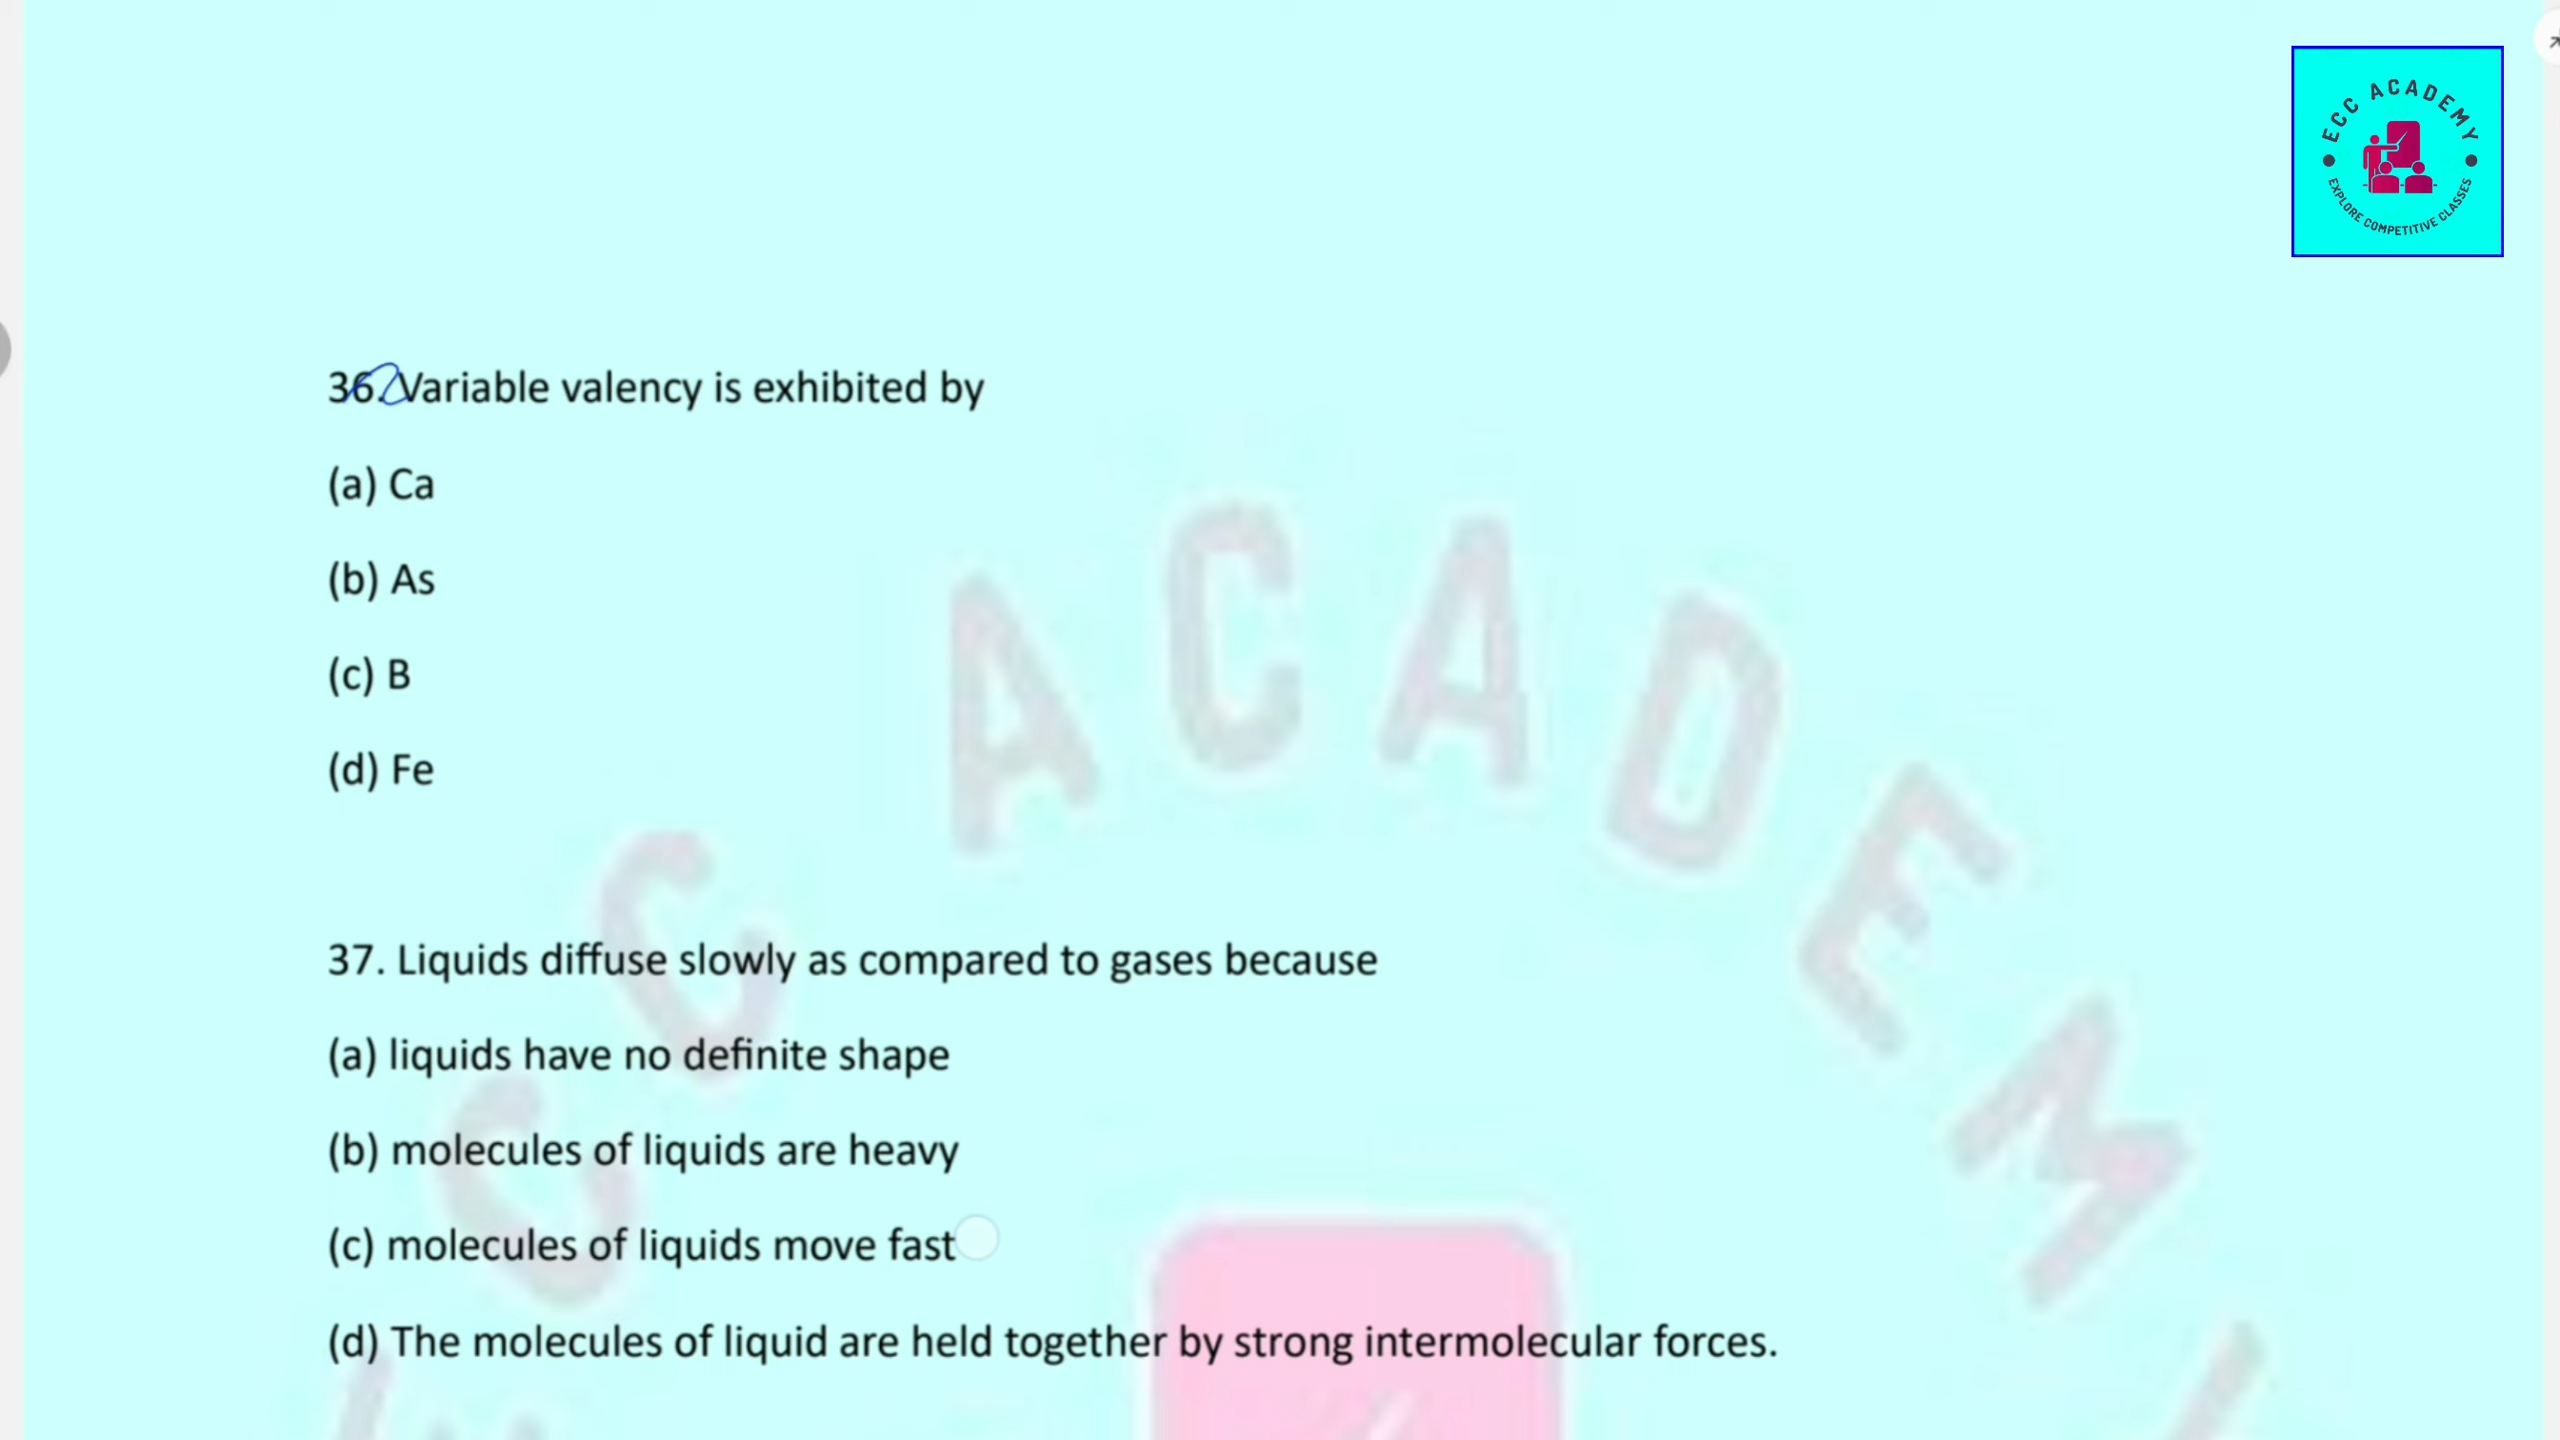 ECC ACADEMY
EXPLORE COMPETITIVE CLASSES
36. Variable valency is exhibited by
(a) Ca
(b) As
(c) B
(d) Fe
37. Liquids diffuse slowly as compared to gases because
(a) liquids have no definite shape
(b) molecules of liquids are heavy
(c) molecules of liquids move fast
(d) The molecules of liquid are held together by strong intermolecular forces.
C C ACADEM